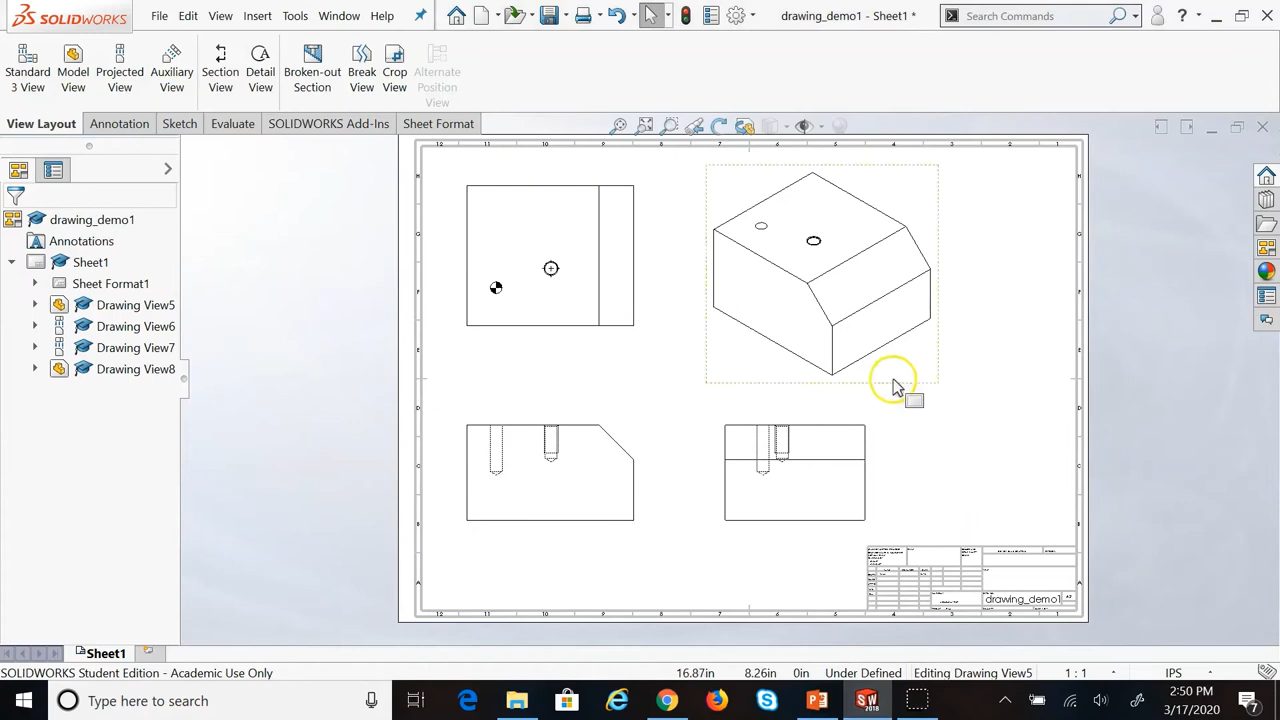 SOLIDWORKS File Edit View Insert Tools Window Help drawing_demo1 - Sheet1 * Search Commands ?
Standard 3 View Model View Projected View Auxiliary View Section View Detail View Broken-out Section Break View Crop View Alternate Position View
View Layout Annotation Sketch Evaluate SOLIDWORKS Add-Ins Sheet Format
drawing_demo1
Annotations
Sheet1
Sheet Format1
Drawing View5
Drawing View6
Drawing View7
Drawing View8
drawing_demo1
Sheet1
SOLIDWORKS Student Edition - Academic Use Only 16.87in 8.26in 0in Under Defined Editing Drawing View5 1 : 1 IPS
Type here to search SW 2018 2:50 PM 3/17/2020 7